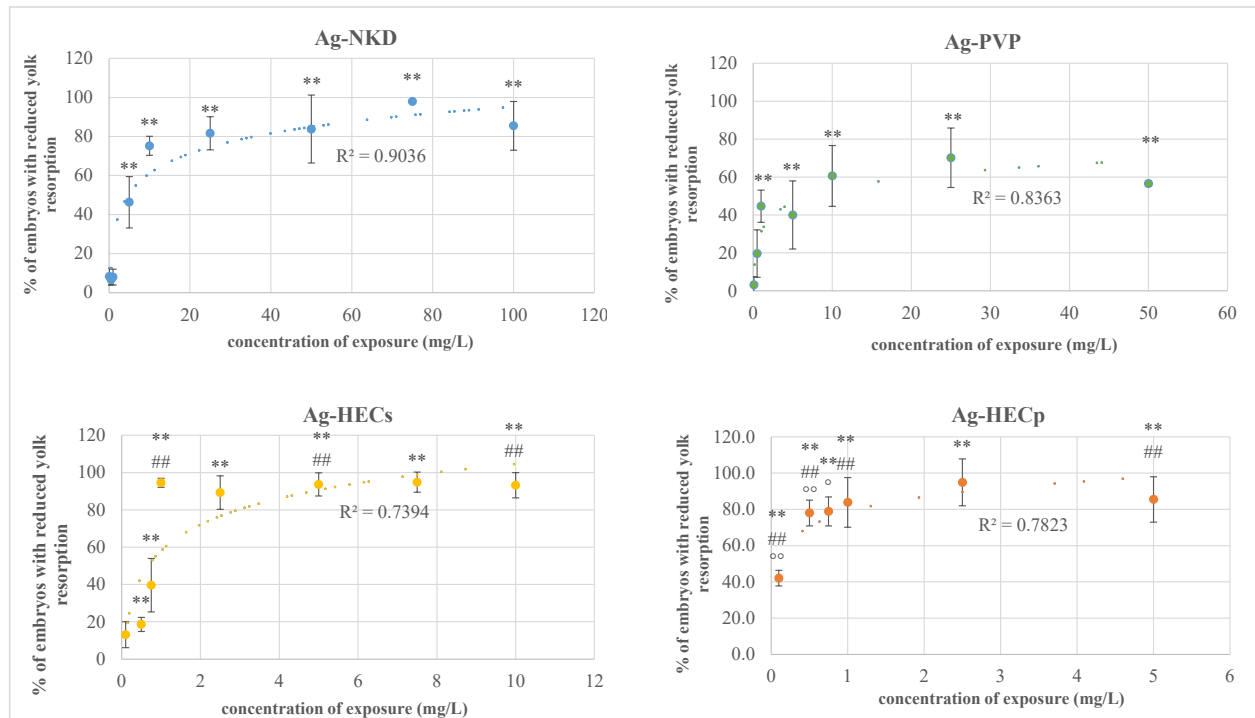 Ag-NKD
% of embryos with reduced yolk
resorption
120
100
80
60
40
20
0
** ** ** ** ** **
R² = 0.9036
0 20 40 60 80 100 120
concentration of exposure (mg/L)
Ag-PVP
% of embryos with reduced yolk
resorption
120
100
80
60
40
20
0
** ** ** ** **
R² = 0.8363
0 10 20 30 40 50 60
concentration of exposure (mg/L)
Ag-HECs
% of embryos with reduced yolk
resorption
120
100
80
60
40
20
0
** ** ** ** ** ** **
## ## ##
R² = 0.7394
0 2 4 6 8 10 12
concentration of exposure (mg/L)
Ag-HECp
% of embryos with reduced yolk
resorption
120.0
100.0
80.0
60.0
40.0
20.0
0.0
** ** ** ** ** **
## ## ## ##
°° °° °
R² = 0.7823
0 1 2 3 4 5 6
concentration of exposure (mg/L)